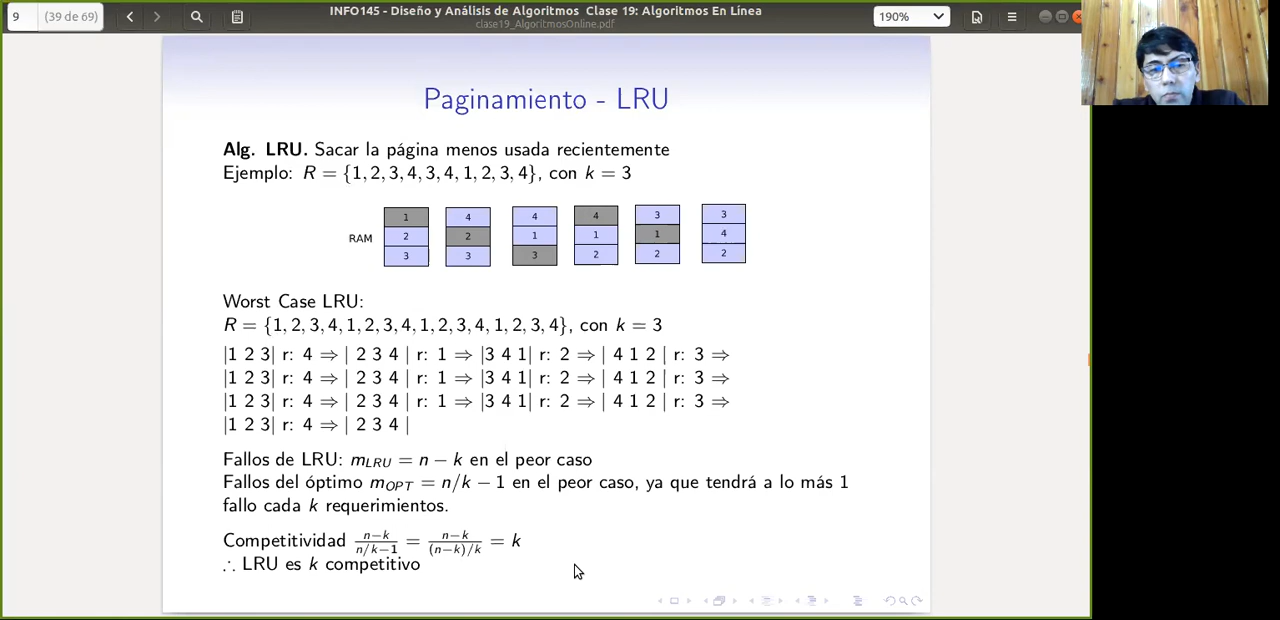 9 (39 de 69)
INFO145 - Diseño y Análisis de Algoritmos Clase 19: Algoritmos En Línea
clase19_AlgoritmosOnline.pdf
190%
Paginamiento - LRU
Alg. LRU. Sacar la página menos usada recientemente
Ejemplo: R = {1, 2, 3, 4, 3, 4, 1, 2, 3, 4}, con k = 3
1 4 4 4 3 3
RAM 2 2 1 1 1 4
3 3 3 2 2 2
Worst Case LRU:
R = {1, 2, 3, 4, 1, 2, 3, 4, 1, 2, 3, 4, 1, 2, 3, 4}, con k = 3
|1 2 3| r: 4 ⇒ | 2 3 4 | r: 1 ⇒ |3 4 1| r: 2 ⇒ | 4 1 2 | r: 3 ⇒
|1 2 3| r: 4 ⇒ | 2 3 4 | r: 1 ⇒ |3 4 1| r: 2 ⇒ | 4 1 2 | r: 3 ⇒
|1 2 3| r: 4 ⇒ | 2 3 4 | r: 1 ⇒ |3 4 1| r: 2 ⇒ | 4 1 2 | r: 3 ⇒
|1 2 3| r: 4 ⇒ | 2 3 4 |
Fallos de LRU: m_LRU = n − k en el peor caso
Fallos del óptimo m_OPT = n/k − 1 en el peor caso, ya que tendrá a lo más 1
fallo cada k requerimientos.
Competitividad (n−k)/(n/k−1) = (n−k)/((n−k)/k) = k
∴ LRU es k competitivo